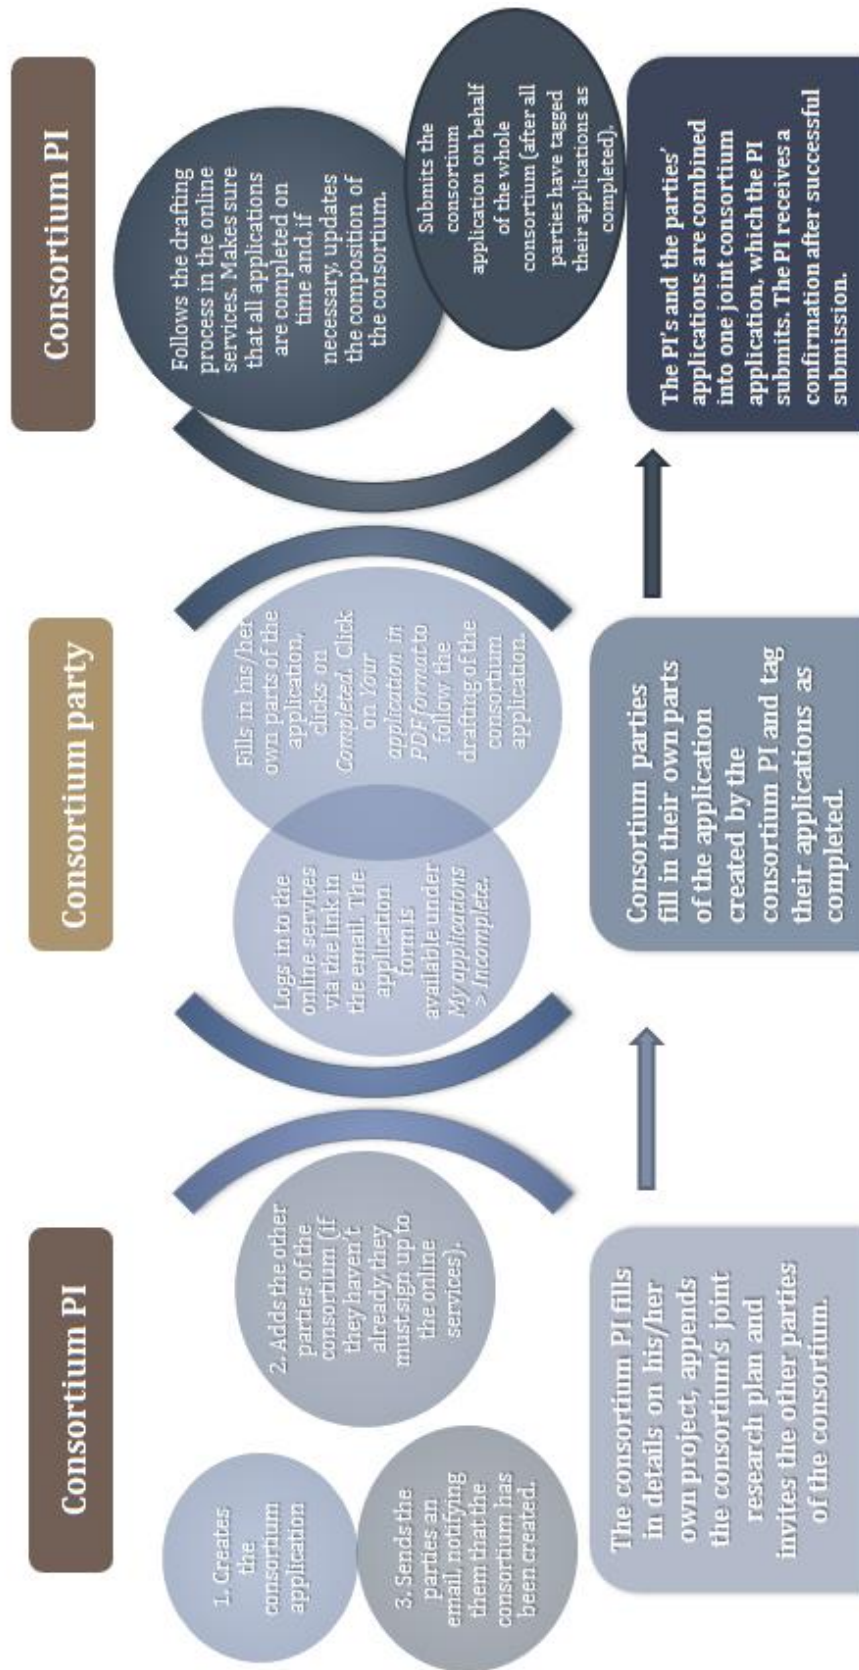 Consortium PI
1. Creates
the
consortium
application
2. Adds the other
parties of the
consortium (if
they haven't
already, they
must sign up to
the online
services).
3. Sends the
parties an
email, notifying
them that the
consortium has
been created.
The consortium PI fills
in details on his/her
own project, appends
the consortium's joint
research plan and
invites the other parties
of the consortium.
Consortium party
Logs in to the
online services
via the link in
the email. The
application
form is
available under
My applications
> Incomplete.
Fills in his/her
own parts of the
application,
clicks on
Completed. Click
on Your
application in
PDF format to
follow the
drafting of the
consortium
application.
Consortium parties
fill in their own parts
of the application
created by the
consortium PI and tag
their applications as
completed.
Consortium PI
Follows the drafting
process in the online
services. Makes sure
that all applications
are completed on
time and, if
necessary, updates
the composition of
the consortium.
Submits the
consortium
application on behalf
of the whole
consortium (after all
parties have tagged
their applications as
completed).
The PI's and the parties'
applications are combined
into one joint consortium
application, which the PI
submits. The PI receives a
confirmation after successful
submission.